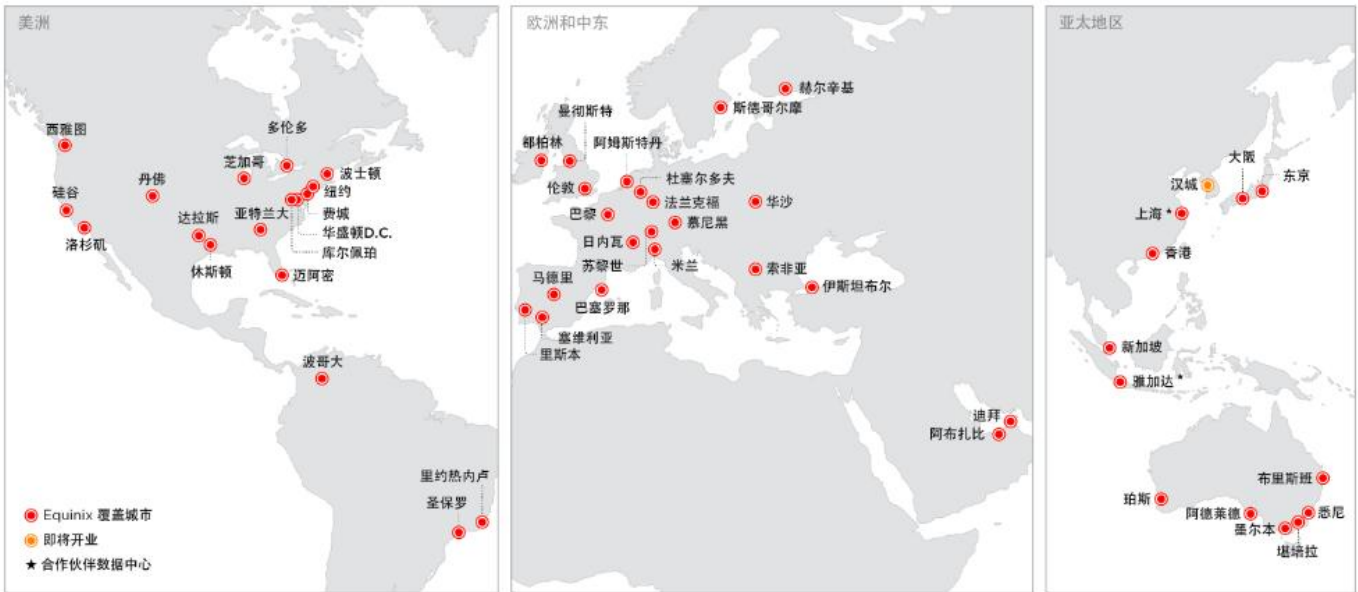 美洲
西雅图
多伦多
芝加哥
波士顿
硅谷
丹佛
纽约
达拉斯
亚特兰大
费城
华盛顿D.C.
洛杉矶
库尔佩珀
休斯顿
迈阿密
波哥大
里约热内卢
圣保罗
Equinix 覆盖城市
即将开业
★ 合作伙伴数据中心
欧洲和中东
赫尔辛基
斯德哥尔摩
曼彻斯特
都柏林
阿姆斯特丹
杜塞尔多夫
伦敦
法兰克福
华沙
巴黎
慕尼黑
日内瓦
苏黎世
米兰
索非亚
马德里
伊斯坦布尔
巴塞罗那
塞维利亚
里斯本
迪拜
阿布扎比
亚太地区
大阪
东京
汉城
上海★
香港
新加坡
雅加达★
布里斯班
珀斯
阿德莱德
悉尼
墨尔本
堪培拉